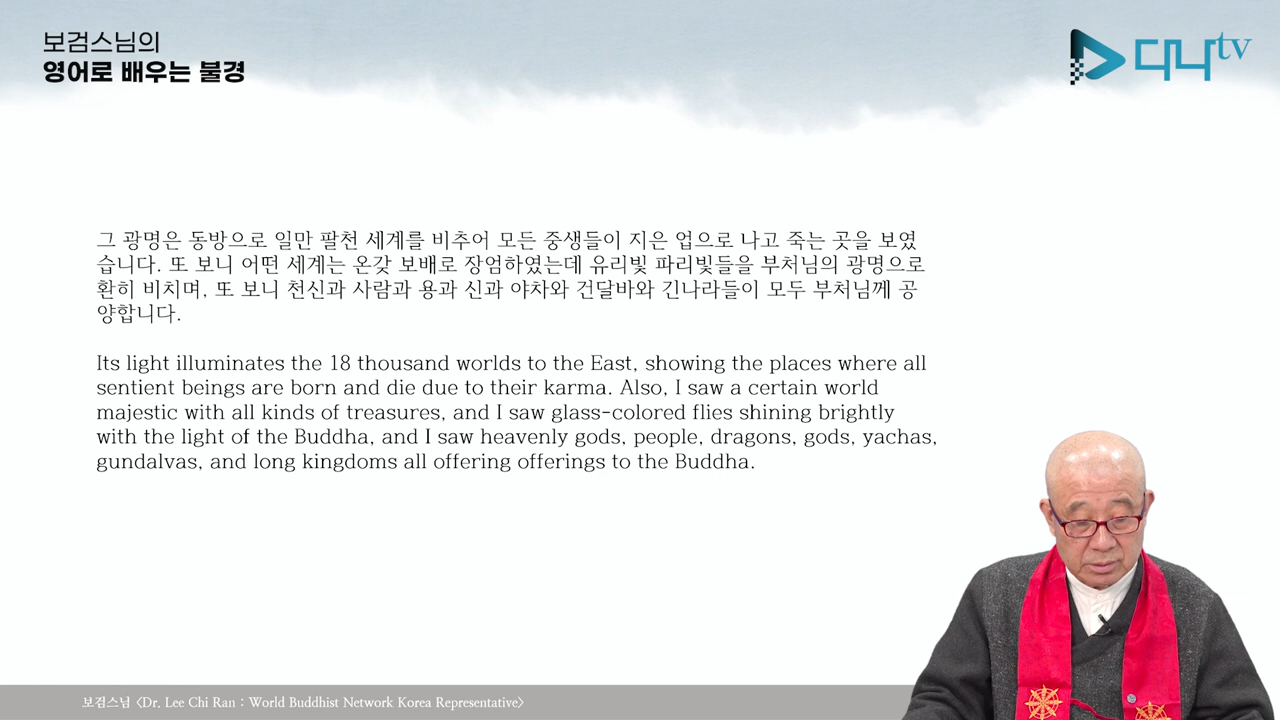 보검스님의
영어로 배우는 불경
디나tv
그 광명은 동방으로 일만 팔천 세계를 비추어 모든 중생들이 지은 업으로 나고 죽는 곳을 보였
습니다. 또 보니 어떤 세계는 온갖 보배로 장엄하였는데 유리빛 파리빛들을 부처님의 광명으로
환히 비치며, 또 보니 천신과 사람과 용과 신과 야차와 건달바와 긴나라들이 모두 부처님께 공
양합니다.
Its light illuminates the 18 thousand worlds to the East, showing the places where all
sentient beings are born and die due to their karma. Also, I saw a certain world
majestic with all kinds of treasures, and I saw glass-colored flies shining brightly
with the light of the Buddha, and I saw heavenly gods, people, dragons, gods, yachas,
gundalvas, and long kingdoms all offering offerings to the Buddha.
보검스님 <Dr. Lee Chi Ran : World Buddhist Network Korea Representative>